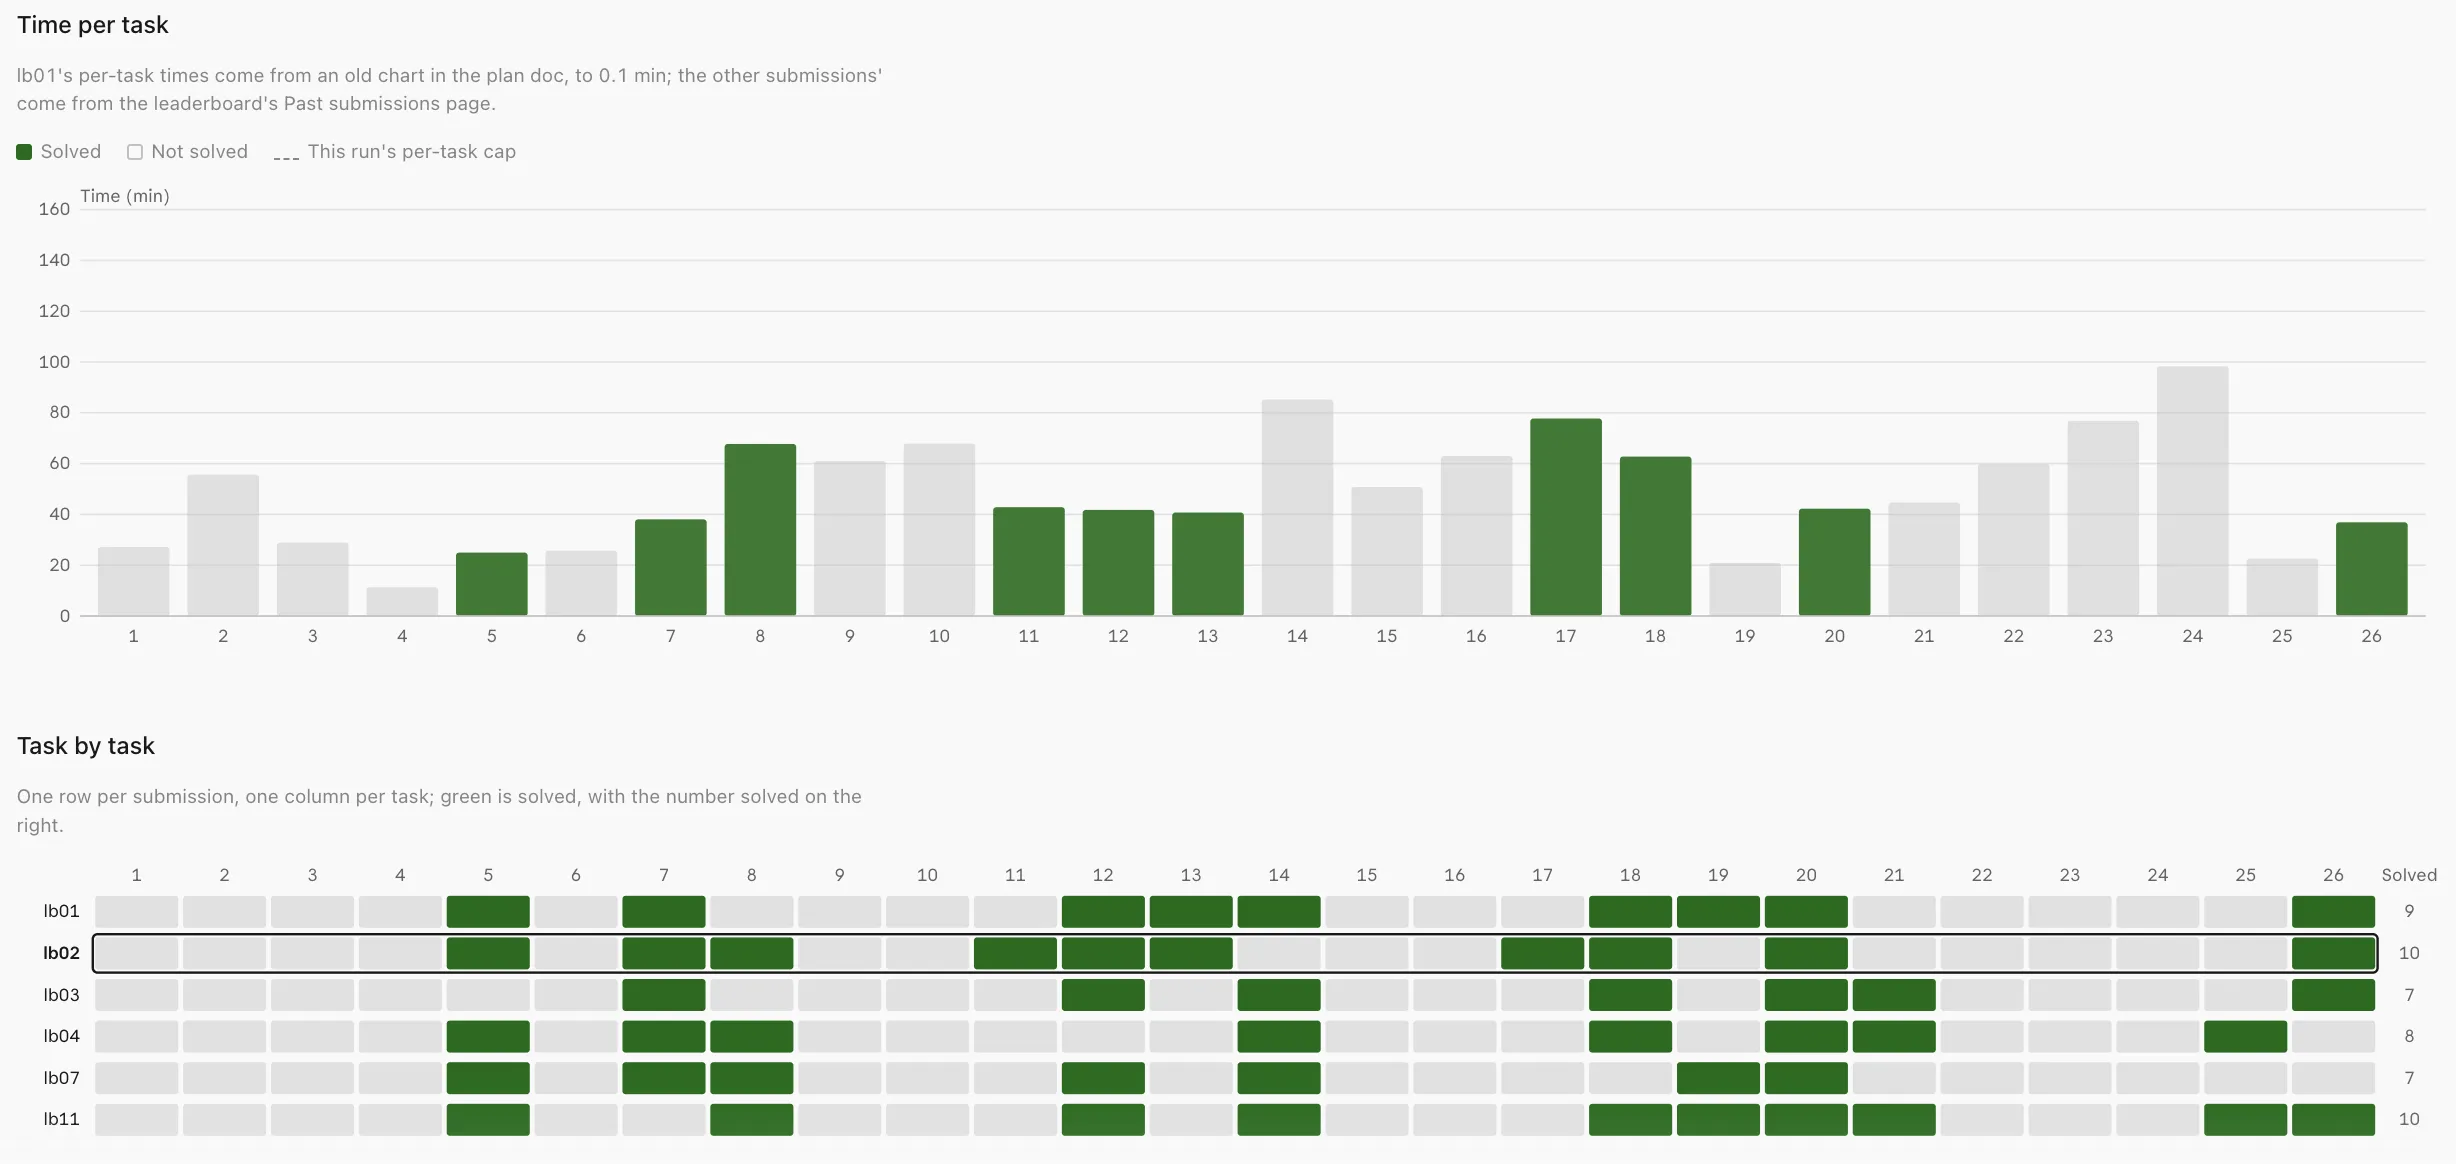 Time per task
lb01's per-task times come from an old chart in the plan doc, to 0.1 min; the other submissions'
come from the leaderboard's Past submissions page.
Solved Not solved This run's per-task cap
Time (min)
160
140
120
100
80
60
40
20
0
1 2 3 4 5 6 7 8 9 10 11 12 13 14 15 16 17 18 19 20 21 22 23 24 25 26
Task by task
One row per submission, one column per task; green is solved, with the number solved on the
right.
1 2 3 4 5 6 7 8 9 10 11 12 13 14 15 16 17 18 19 20 21 22 23 24 25 26 Solved
lb01 9
lb02 10
lb03 7
lb04 8
lb07 7
lb11 10